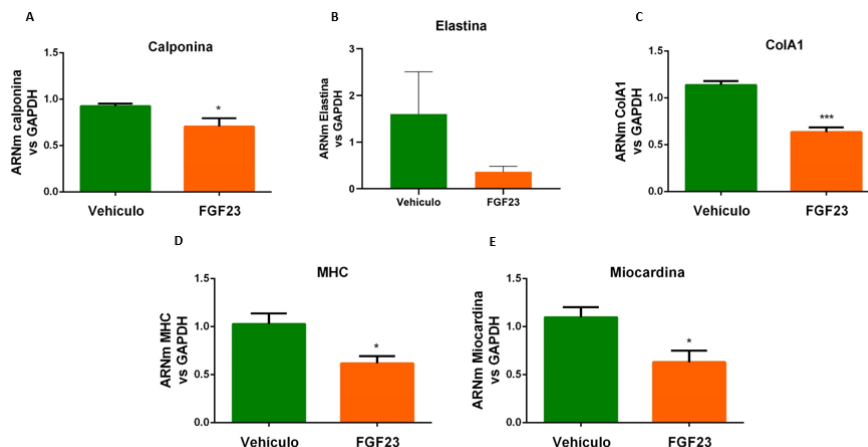 A
Calponina
ARNm calponina
vs GAPDH
1.5
1.0
0.5
0.0
*
Vehículo
FGF23
B
Elastina
ARNm Elastina
vs GAPDH
3
2
1
0
Vehículo
FGF23
C
ColA1
ARNm ColA1
vs GAPDH
1.5
1.0
0.5
0.0
***
Vehículo
FGF23
D
MHC
ARNm MHC
vs GAPDH
1.5
1.0
0.5
0.0
*
Vehículo
FGF23
E
Miocardina
ARNm Miocardina
vs GAPDH
1.5
1.0
0.5
0.0
*
Vehículo
FGF23